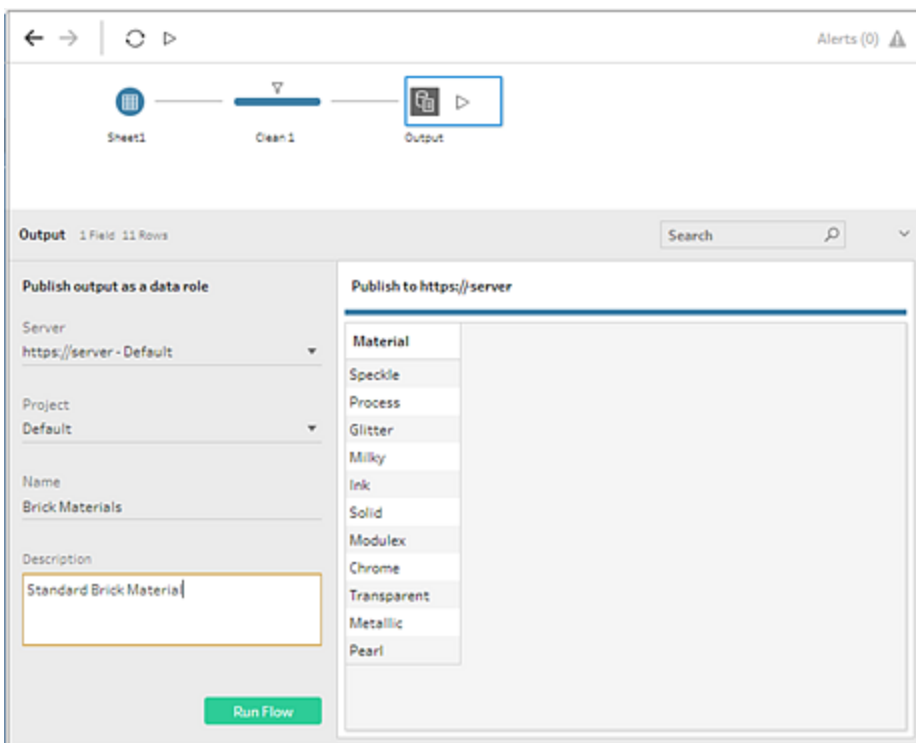 Alerts (0)
Sheet1
Clean 1
Output
Output 1 Field 11 Rows
Search
Publish output as a data role
Server
https://server - Default
Project
Default
Name
Brick Materials
Description
Standard Brick Material
Run Flow
Publish to https://server
Material
Speckle
Process
Glitter
Milky
Ink
Solid
Modulex
Chrome
Transparent
Metallic
Pearl